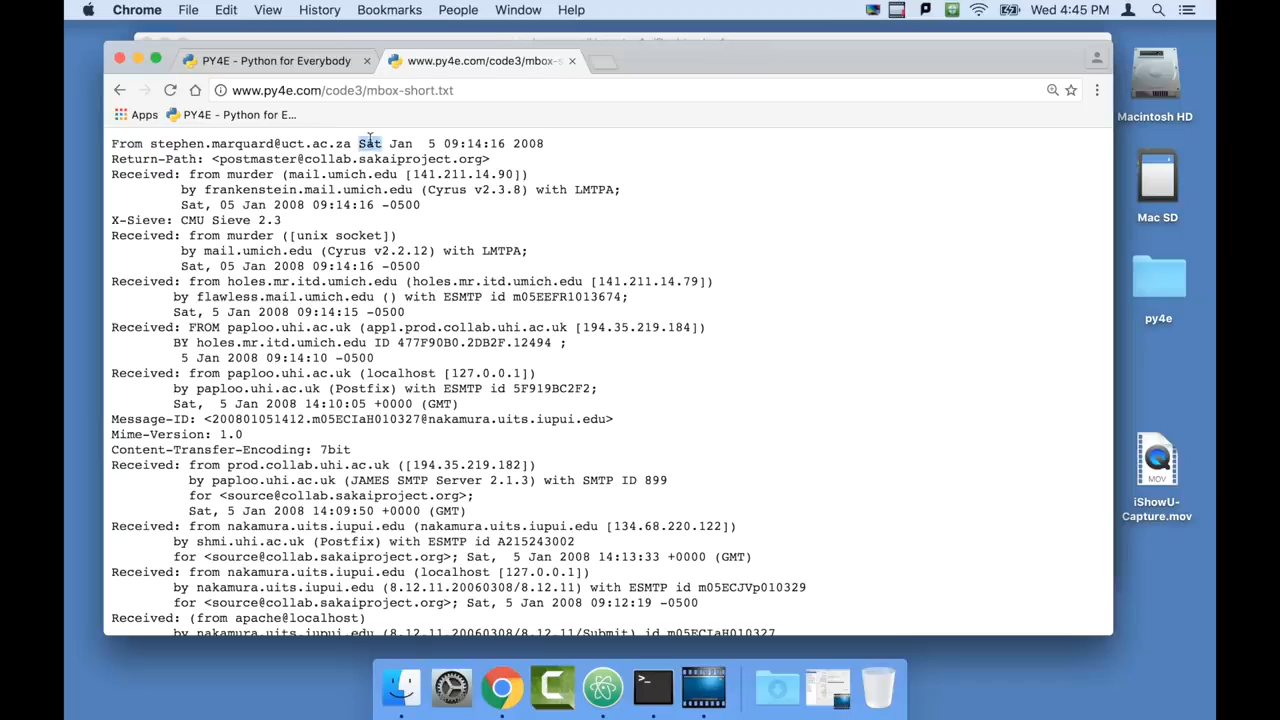 Chrome File Edit View History Bookmarks People Window Help Wed 4:45 PM
PY4E - Python for Everybody
www.py4e.com/code3/mbox-s
www.py4e.com/code3/mbox-short.txt
Apps PY4E - Python for E...
From stephen.marquard@uct.ac.za Sat Jan  5 09:14:16 2008
Return-Path: <postmaster@collab.sakaiproject.org>
Received: from murder (mail.umich.edu [141.211.14.90])
by frankenstein.mail.umich.edu (Cyrus v2.3.8) with LMTPA;
Sat, 05 Jan 2008 09:14:16 -0500
X-Sieve: CMU Sieve 2.3
Received: from murder ([unix socket])
by mail.umich.edu (Cyrus v2.2.12) with LMTPA;
Sat, 05 Jan 2008 09:14:16 -0500
Received: from holes.mr.itd.umich.edu (holes.mr.itd.umich.edu [141.211.14.79])
by flawless.mail.umich.edu () with ESMTP id m05EEFR1013674;
Sat, 5 Jan 2008 09:14:15 -0500
Received: FROM paploo.uhi.ac.uk (app1.prod.collab.uhi.ac.uk [194.35.219.184])
BY holes.mr.itd.umich.edu ID 477F90B0.2DB2F.12494 ;
5 Jan 2008 09:14:10 -0500
Received: from paploo.uhi.ac.uk (localhost [127.0.0.1])
by paploo.uhi.ac.uk (Postfix) with ESMTP id 5F919BC2F2;
Sat,  5 Jan 2008 14:10:05 +0000 (GMT)
Message-ID: <200801051412.m05ECIaH010327@nakamura.uits.iupui.edu>
Mime-Version: 1.0
Content-Transfer-Encoding: 7bit
Received: from prod.collab.uhi.ac.uk ([194.35.219.182])
by paploo.uhi.ac.uk (JAMES SMTP Server 2.1.3) with SMTP ID 899
for <source@collab.sakaiproject.org>;
Sat, 5 Jan 2008 14:09:50 +0000 (GMT)
Received: from nakamura.uits.iupui.edu (nakamura.uits.iupui.edu [134.68.220.122])
by shmi.uhi.ac.uk (Postfix) with ESMTP id A215243002
for <source@collab.sakaiproject.org>; Sat,  5 Jan 2008 14:13:33 +0000 (GMT)
Received: from nakamura.uits.iupui.edu (localhost [127.0.0.1])
by nakamura.uits.iupui.edu (8.12.11.20060308/8.12.11) with ESMTP id m05ECJVp010329
for <source@collab.sakaiproject.org>; Sat, 5 Jan 2008 09:12:19 -0500
Received: (from apache@localhost)
by nakamura.uits.iupui.edu (8.12.11.20060308/8.12.11/Submit) id m05ECIaH010327
Macintosh HD
Mac SD
py4e
MOV
iShowU-
Capture.mov